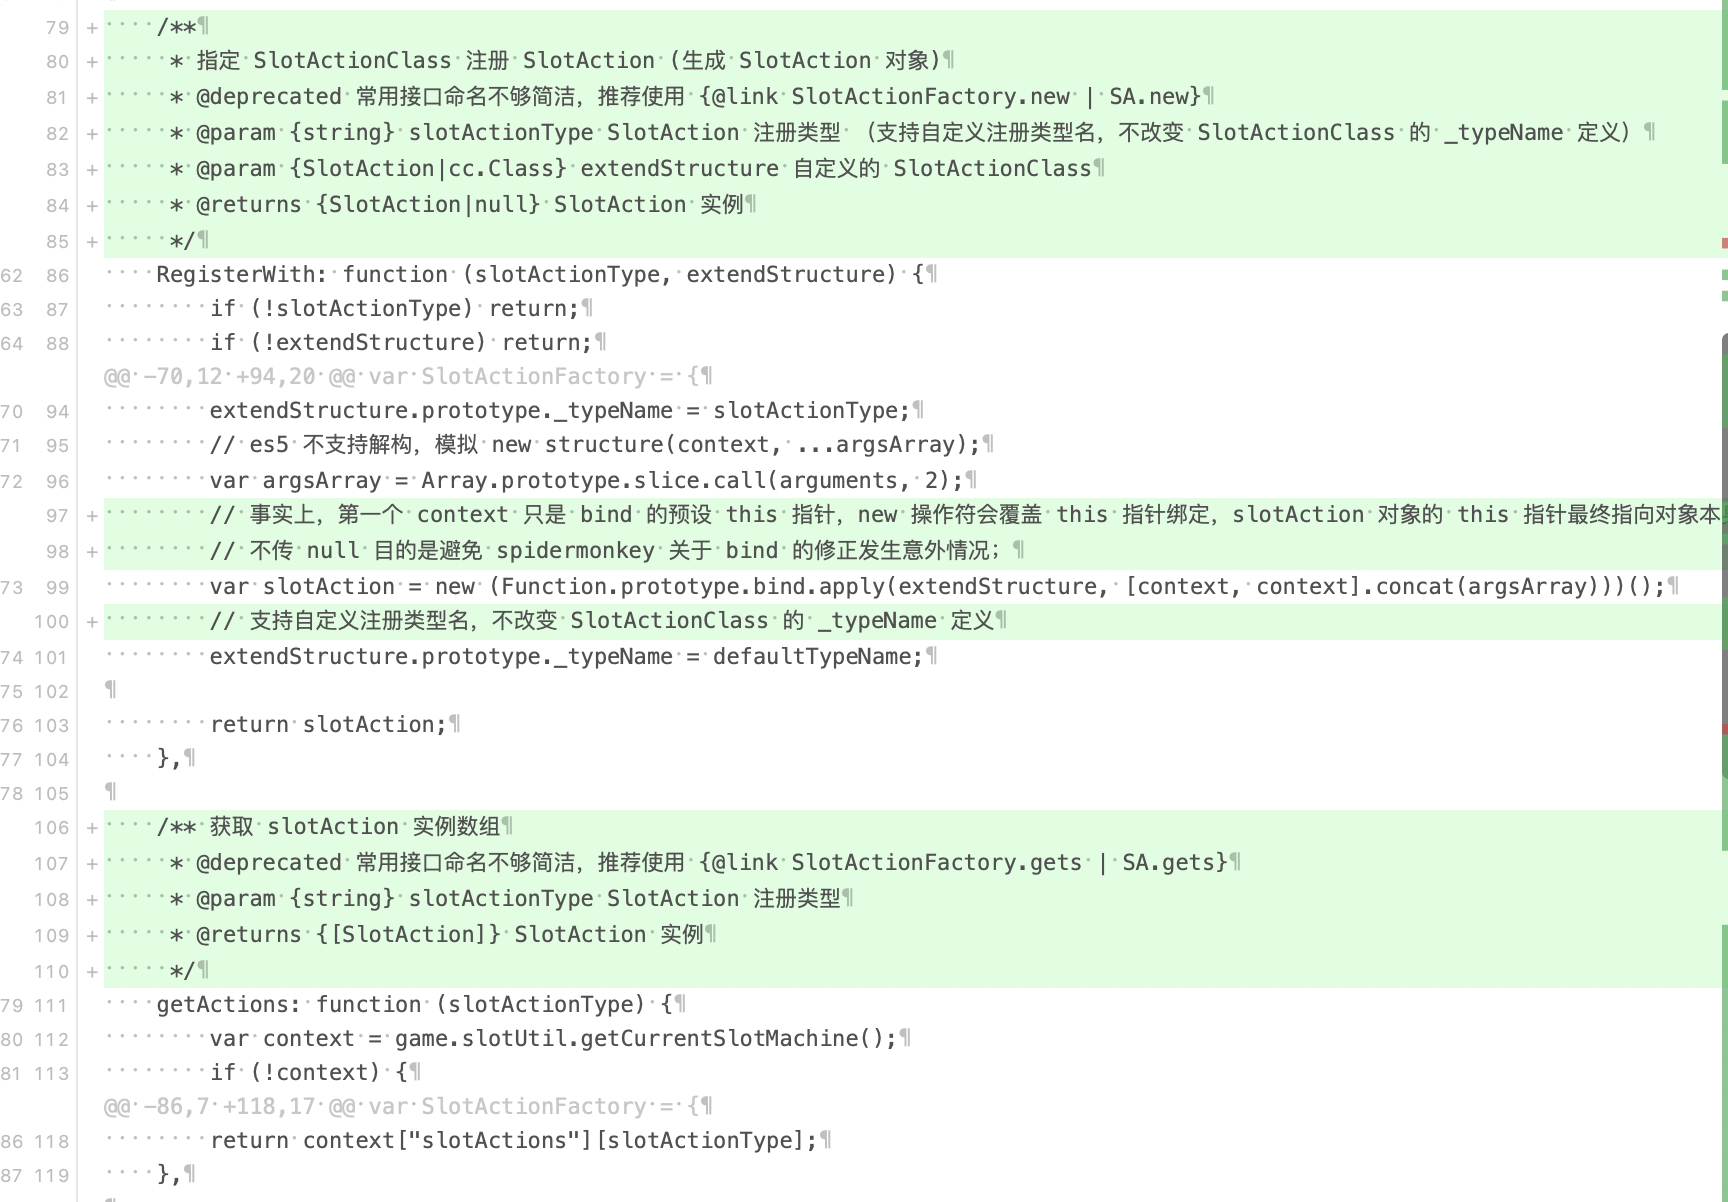 79 + /**
80 + * 指定 SlotActionClass 注册 SlotAction (生成 SlotAction 对象)
81 + * @deprecated 常用接口命名不够简洁，推荐使用 {@link SlotActionFactory.new | SA.new}
82 + * @param {string} slotActionType SlotAction 注册类型 （支持自定义注册类型名，不改变 SlotActionClass 的 _typeName 定义）
83 + * @param {SlotAction|cc.Class} extendStructure 自定义的 SlotActionClass
84 + * @returns {SlotAction|null} SlotAction 实例
85 + */
62 86 RegisterWith: function (slotActionType, extendStructure) {
63 87 if (!slotActionType) return;
64 88 if (!extendStructure) return;
@@ -70,12 +94,20 @@ var SlotActionFactory = {
70 94 extendStructure.prototype._typeName = slotActionType;
71 95 // es5 不支持解构，模拟 new structure(context, ...argsArray);
72 96 var argsArray = Array.prototype.slice.call(arguments, 2);
97 + // 事实上，第一个 context 只是 bind 的预设 this 指针，new 操作符会覆盖 this 指针绑定，slotAction 对象的 this 指针最终指向对象本
98 + // 不传 null 目的是避免 spidermonkey 关于 bind 的修正发生意外情况；
73 99 var slotAction = new (Function.prototype.bind.apply(extendStructure, [context, context].concat(argsArray)))();
100 + // 支持自定义注册类型名，不改变 SlotActionClass 的 _typeName 定义
74 101 extendStructure.prototype._typeName = defaultTypeName;
75 102
76 103 return slotAction;
77 104 },
78 105
106 + /** 获取 slotAction 实例数组
107 + * @deprecated 常用接口命名不够简洁，推荐使用 {@link SlotActionFactory.gets | SA.gets}
108 + * @param {string} slotActionType SlotAction 注册类型
109 + * @returns {[SlotAction]} SlotAction 实例
110 + */
79 111 getActions: function (slotActionType) {
80 112 var context = game.slotUtil.getCurrentSlotMachine();
81 113 if (!context) {
@@ -86,7 +118,17 @@ var SlotActionFactory = {
86 118 return context["slotActions"][slotActionType];
87 119 },